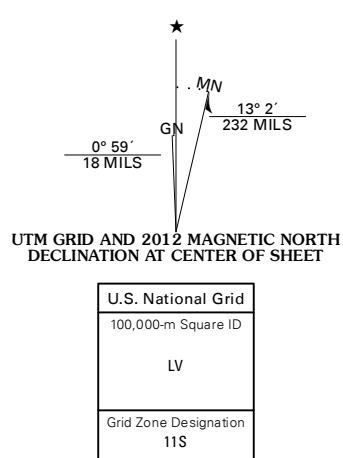 ★
MN
GN
13° 2´
232 MILS
0° 59´
18 MILS
UTM GRID AND 2012 MAGNETIC NORTH
DECLINATION AT CENTER OF SHEET
U.S. National Grid
100,000-m Square ID
LV
Grid Zone Designation
11S